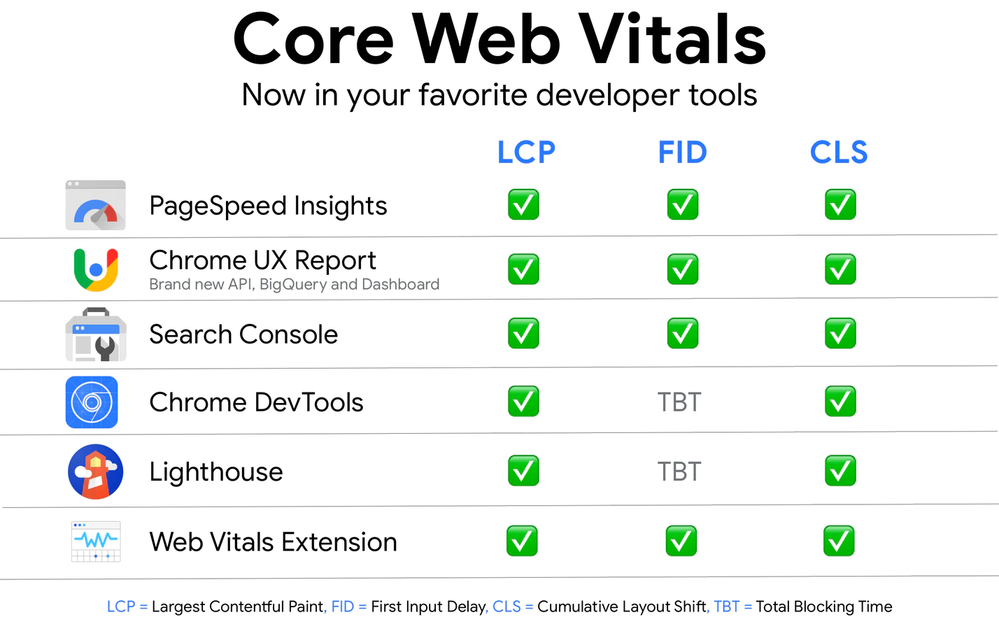 Core Web Vitals
Now in your favorite developer tools
LCP FID CLS
PageSpeed Insights ✅ ✅ ✅
Chrome UX Report ✅ ✅ ✅
Brand new API, BigQuery and Dashboard
Search Console ✅ ✅ ✅
Chrome DevTools ✅ TBT ✅
Lighthouse ✅ TBT ✅
Web Vitals Extension ✅ ✅ ✅
LCP = Largest Contentful Paint, FID = First Input Delay, CLS = Cumulative Layout Shift, TBT = Total Blocking Time